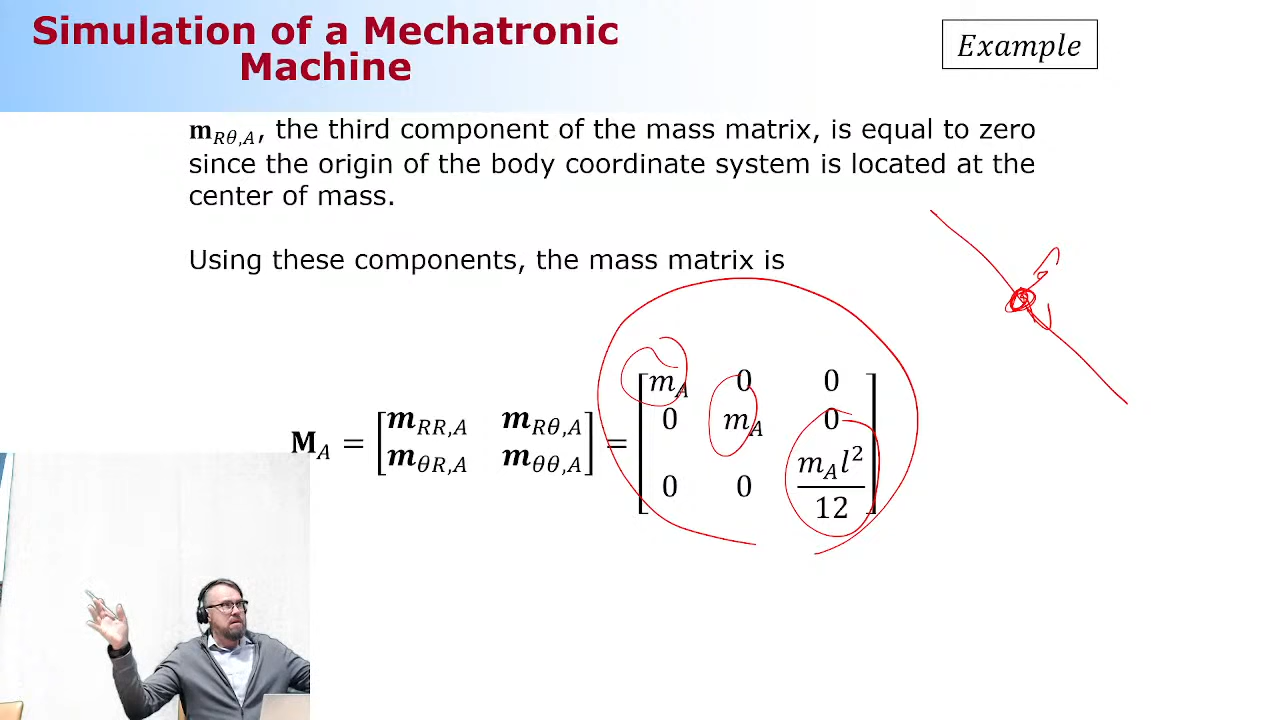 Simulation of a Mechatronic
Machine
Example
𝐦_{Rθ,A}, the third component of the mass matrix, is equal to zero
since the origin of the body coordinate system is located at the
center of mass.
Using these components, the mass matrix is
𝐌_A = [𝒎_{RR,A} 𝒎_{Rθ,A}; 𝒎_{θR,A} 𝒎_{θθ,A}] = [m_A 0 0; 0 m_A 0; 0 0 m_A l²/12]